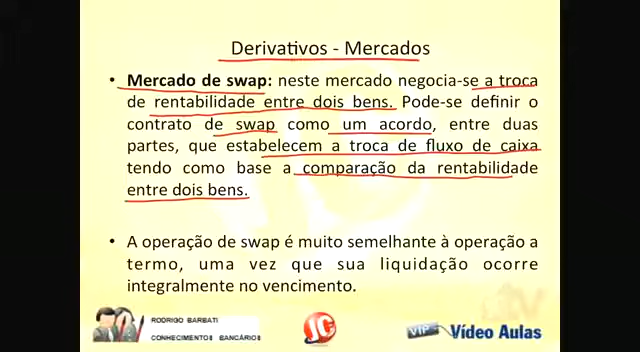 Derivativos - Mercados
• Mercado de swap: neste mercado negocia-se a troca
de rentabilidade entre dois bens. Pode-se definir o
contrato de swap como um acordo, entre duas
partes, que estabelecem a troca de fluxo de caixa
tendo como base a comparação da rentabilidade
entre dois bens.
• A operação de swap é muito semelhante à operação a
termo, uma vez que sua liquidação ocorre
integralmente no vencimento.
RODRIGO BARBATI
CONHECIMENTOS BANCÁRIOS
JC
VIP Vídeo Aulas